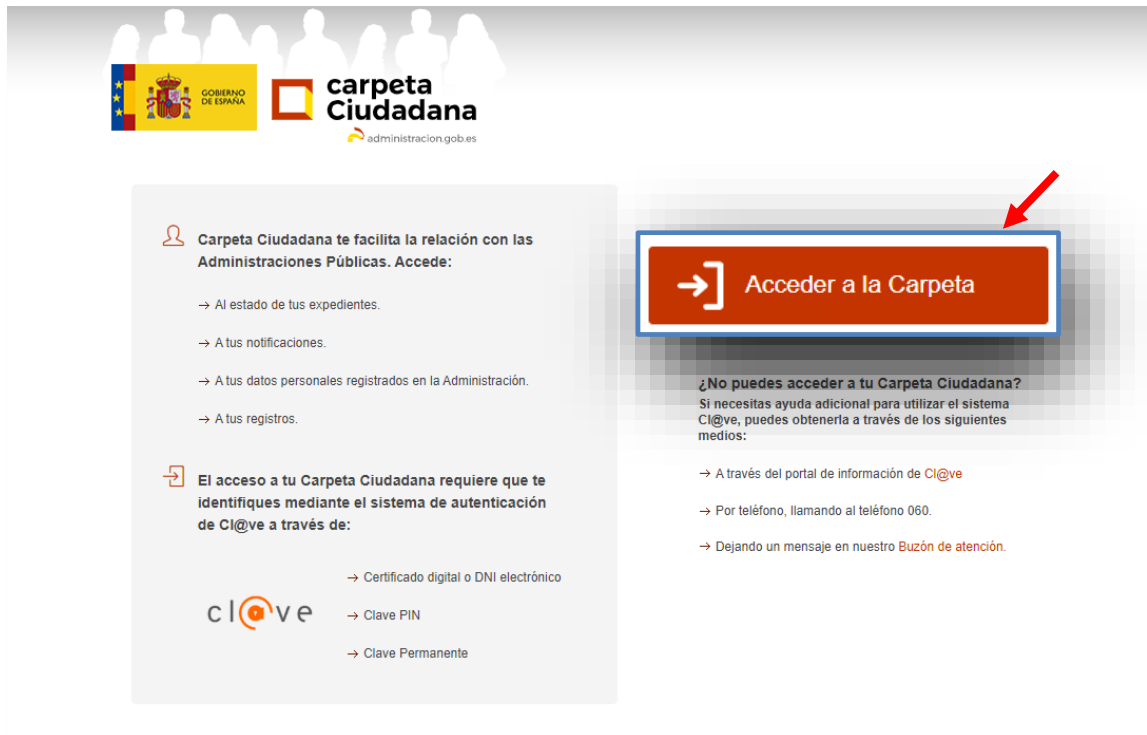 GOBIERNO
DE ESPAÑA
carpeta
Ciudadana
administracion.gob.es
Carpeta Ciudadana te facilita la relación con las
Administraciones Públicas. Accede:
→ Al estado de tus expedientes.
→ A tus notificaciones.
→ A tus datos personales registrados en la Administración.
→ A tus registros.
El acceso a tu Carpeta Ciudadana requiere que te
identifiques mediante el sistema de autenticación
de Cl@ve a través de:
cl@ve
→ Certificado digital o DNI electrónico
→ Clave PIN
→ Clave Permanente
Acceder a la Carpeta
¿No puedes acceder a tu Carpeta Ciudadana?
Si necesitas ayuda adicional para utilizar el sistema
Cl@ve, puedes obtenerla a través de los siguientes
medios:
→ A través del portal de información de Cl@ve
→ Por teléfono, llamando al teléfono 060.
→ Dejando un mensaje en nuestro Buzón de atención.